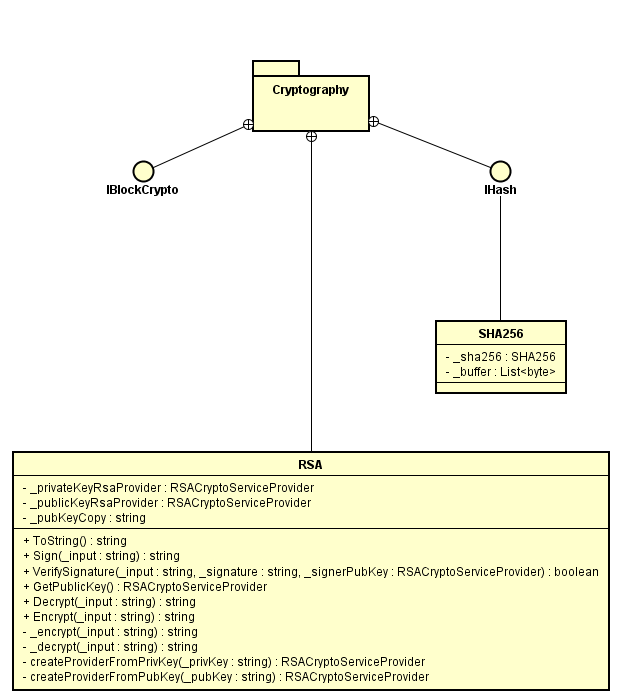 Cryptography
IBlockCrypto
IHash
SHA256
- _sha256 : SHA256
- _buffer : List<byte>
RSA
- _privateKeyRsaProvider : RSACryptoServiceProvider
- _publicKeyRsaProvider : RSACryptoServiceProvider
- _pubKeyCopy : string
+ ToString() : string
+ Sign(_input : string) : string
+ VerifySignature(_input : string, _signature : string, _signerPubKey : RSACryptoServiceProvider) : boolean
+ GetPublicKey() : RSACryptoServiceProvider
+ Decrypt(_input : string) : string
+ Encrypt(_input : string) : string
- _encrypt(_input : string) : string
- _decrypt(_input : string) : string
- createProviderFromPrivKey(_privKey : string) : RSACryptoServiceProvider
- createProviderFromPubKey(_pubKey : string) : RSACryptoServiceProvider